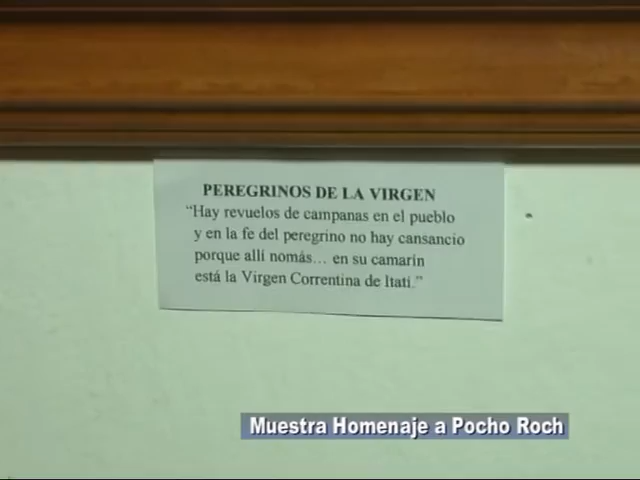 PEREGRINOS DE LA VIRGEN
“Hay revuelos de campanas en el pueblo
y en la fe del peregrino no hay cansancio
porque allí nomás... en su camarín
está la Virgen Correntina de Itatí.”
Muestra Homenaje a Pocho Roch